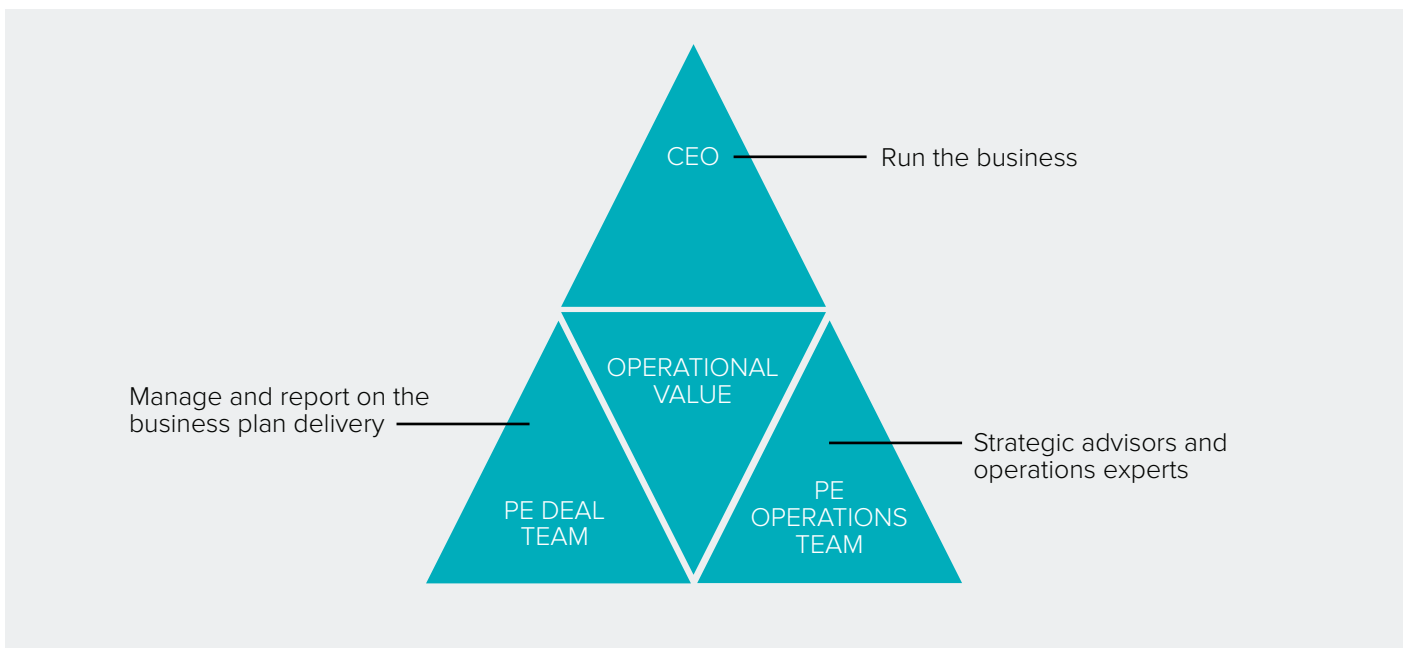 CEO
Run the business
OPERATIONAL
VALUE
Manage and report on the
business plan delivery
Strategic advisors and
operations experts
PE DEAL
TEAM
PE
OPERATIONS
TEAM